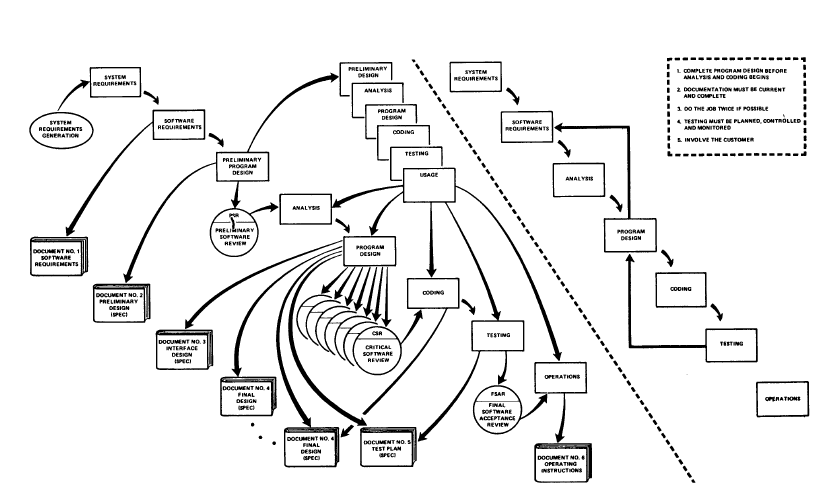 SYSTEM
REQUIREMENTS
SYSTEM
REQUIREMENTS
GENERATION
SOFTWARE
REQUIREMENTS
PRELIMINARY
PROGRAM
DESIGN
PRELIMINARY
DESIGN
ANALYSIS
PROGRAM
DESIGN
CODING
TESTING
USAGE
PSR
PRELIMINARY
SOFTWARE
REVIEW
ANALYSIS
PROGRAM
DESIGN
CODING
CSR
CRITICAL
SOFTWARE
REVIEW
TESTING
FSAR
FINAL
SOFTWARE
ACCEPTANCE
REVIEW
OPERATIONS
DOCUMENT NO. 1
SOFTWARE
REQUIREMENTS
DOCUMENT NO. 2
PRELIMINARY
DESIGN
(SPEC)
DOCUMENT NO. 3
INTERFACE
DESIGN
(SPEC)
DOCUMENT NO. 4
FINAL
DESIGN
(SPEC)
DOCUMENT NO. 4
FINAL
DESIGN
(SPEC)
DOCUMENT NO. 5
TEST PLAN
(SPEC)
DOCUMENT NO. 6
OPERATING
INSTRUCTIONS
SYSTEM
REQUIREMENTS
SOFTWARE
REQUIREMENTS
ANALYSIS
PROGRAM
DESIGN
CODING
TESTING
OPERATIONS
1. COMPLETE PROGRAM DESIGN BEFORE
ANALYSIS AND CODING BEGINS
2. DOCUMENTATION MUST BE CURRENT
AND COMPLETE
3. DO THE JOB TWICE IF POSSIBLE
4. TESTING MUST BE PLANNED, CONTROLLED
AND MONITORED
5. INVOLVE THE CUSTOMER